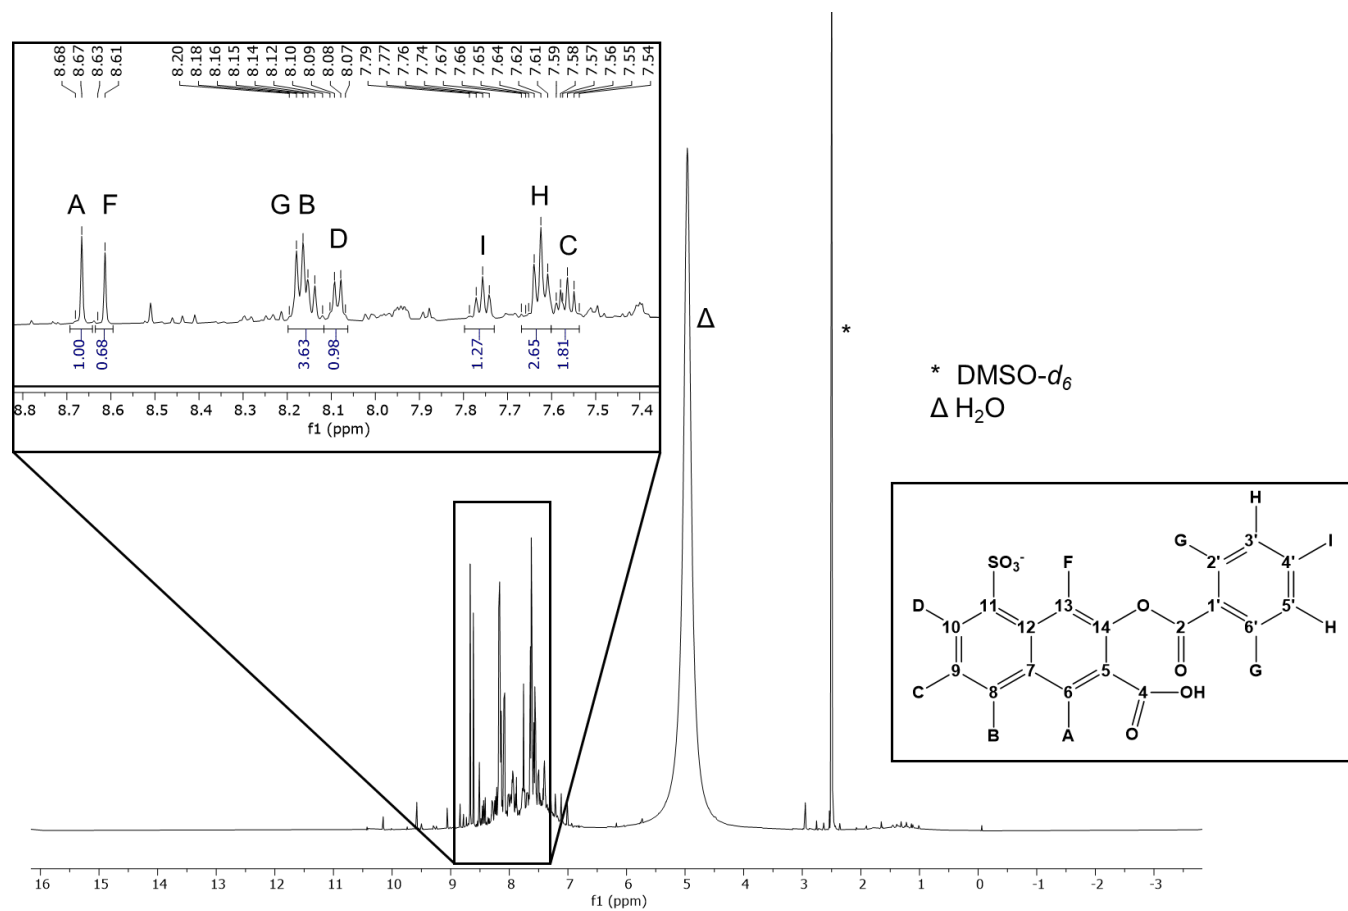 8.68 8.67 8.63 8.61 8.20 8.18 8.16 8.15 8.14 8.12 8.10 8.09 8.08 8.07 7.79 7.77 7.76 7.74 7.67 7.66 7.65 7.64 7.62 7.61 7.59 7.58 7.57 7.56 7.55 7.54
A F G B D I H C
1.00 0.68 3.63 0.98 1.27 2.65 1.81
8.8 8.7 8.6 8.5 8.4 8.3 8.2 8.1 8.0 7.9 7.8 7.7 7.6 7.5 7.4
f1 (ppm)
Δ
*
* DMSO-d6
Δ H2O
H
G 3' I
2' 4'
SO3- F
D 11 13 O 1' 5'
10 12 14 2 6' H
9 7 5 O G
C 8 6 4 OH
B A O
16 15 14 13 12 11 10 9 8 7 6 5 4 3 2 1 0 -1 -2 -3
f1 (ppm)